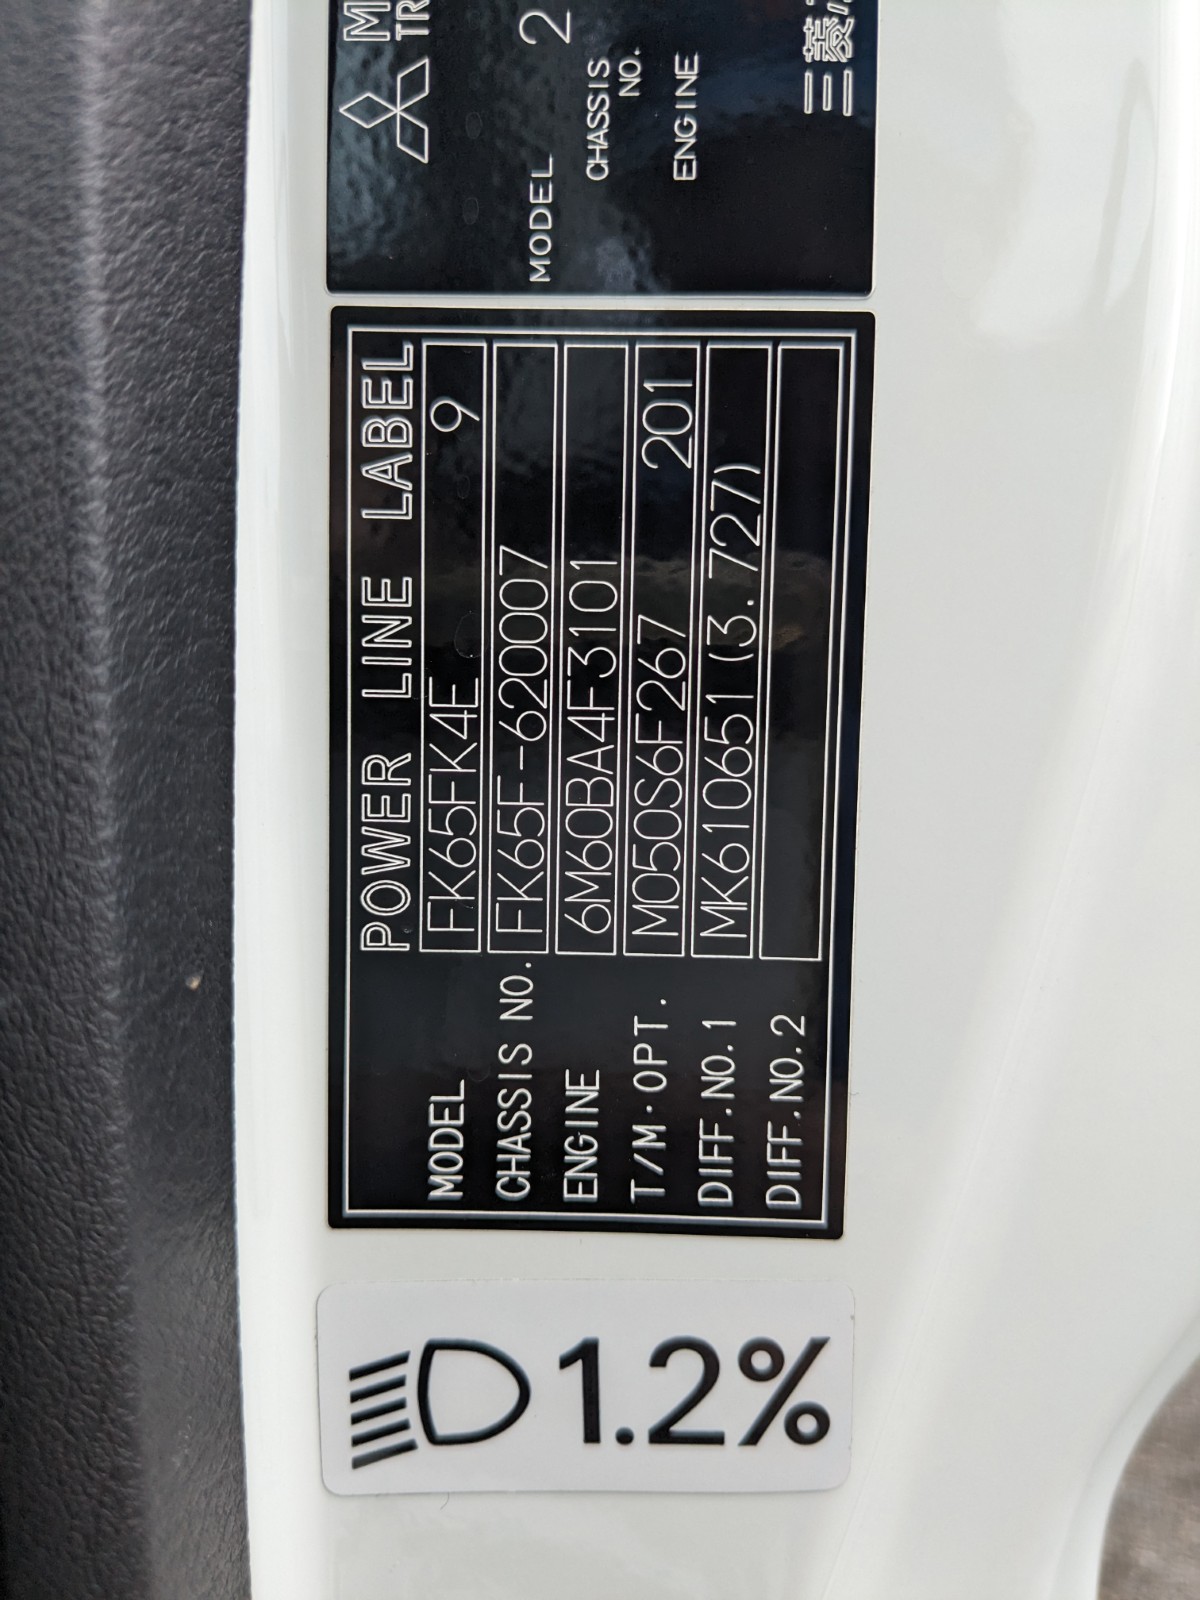 POWER LINE LABEL
MODEL FK65FK4E 9
CHASSIS NO. FK65F-620007
ENGINE 6M60BA4F3101
T/M·OPT. M050S6F267 201
DIFF.NO.1 MK610651(3.727)
DIFF.NO.2
MODEL 2
CHASSIS
NO.
ENGINE
1.2%